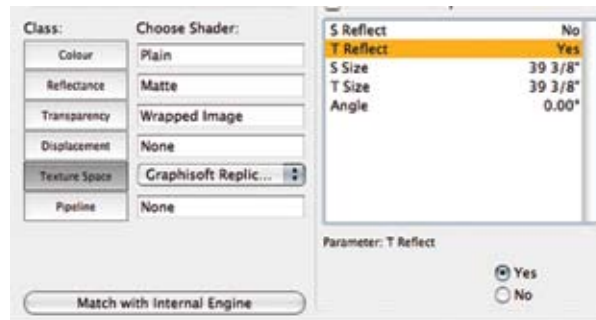 Class:
Choose Shader:
Colour
Plain
Reflectance
Matte
Transparency
Wrapped Image
Displacement
None
Texture Space
Graphisoft Replic...
Pipeline
None
Match with Internal Engine
S Reflect No
T Reflect Yes
S Size 39 3/8"
T Size 39 3/8"
Angle 0.00°
Parameter: T Reflect
Yes
No